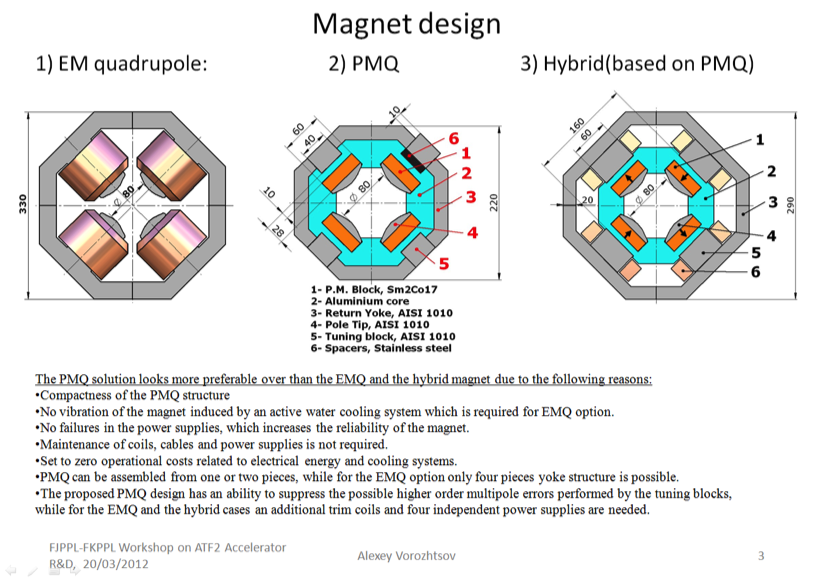 Magnet design
1) EM quadrupole:
2) PMQ
3) Hybrid(based on PMQ)
330
80
60
40
10
10
28
80
220
6
1
2
3
4
5
160
60
20
80
290
1
2
3
4
5
6
1- P.M. Block, Sm2Co17
2- Aluminium core
3- Return Yoke, AISI 1010
4- Pole Tip, AISI 1010
5- Tuning block, AISI 1010
6- Spacers, Stainless steel
The PMQ solution looks more preferable over than the EMQ and the hybrid magnet due to the following reasons:
•Compactness of the PMQ structure
•No vibration of the magnet induced by an active water cooling system which is required for EMQ option.
•No failures in the power supplies, which increases the reliability of the magnet.
•Maintenance of coils, cables and power supplies is not required.
•Set to zero operational costs related to electrical energy and cooling systems.
•PMQ can be assembled from one or two pieces, while for the EMQ option only four pieces yoke structure is possible.
•The proposed PMQ design has an ability to suppress the possible higher order multipole errors performed by the tuning blocks,
while for the EMQ and the hybrid cases an additional trim coils and four independent power supplies are needed.
FJPPL-FKPPL Workshop on ATF2 Accelerator
R&D, 20/03/2012
Alexey Vorozhtsov
3